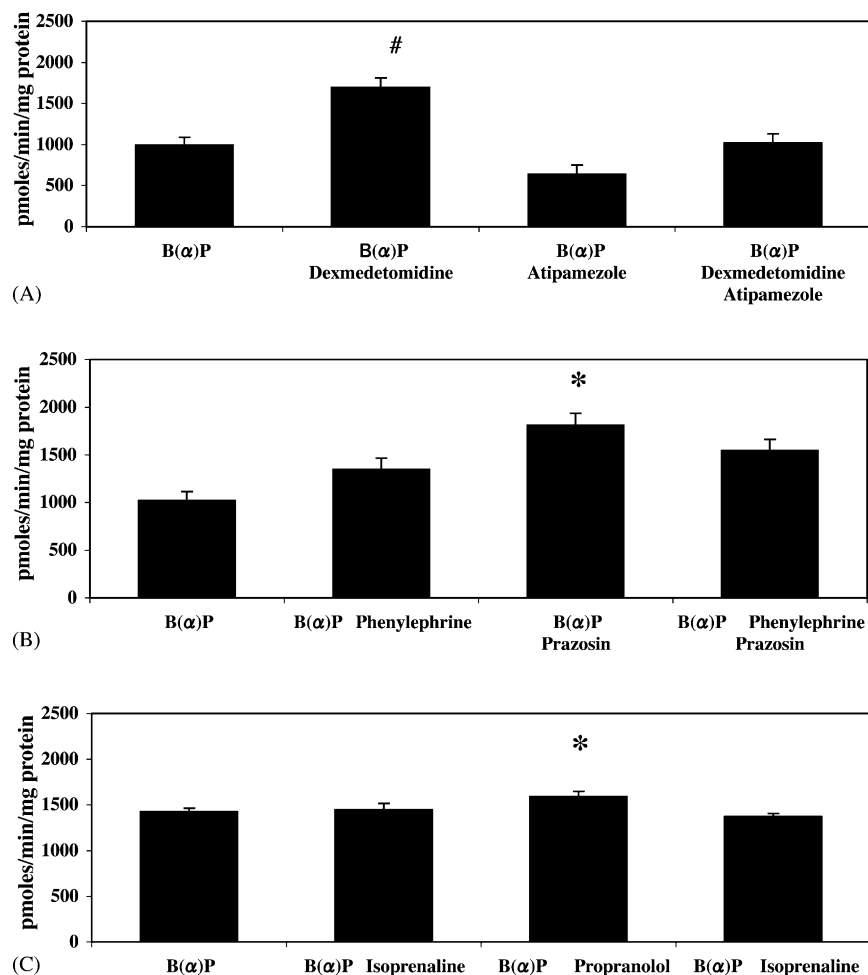 #
2500
2000
1500
1000
500
0
pmoles/min/mg protein
B(α)P
B(α)P
Dexmedetomidine
B(α)P
Atipamezole
B(α)P
Dexmedetomidine
Atipamezole
(A)
*
2500
2000
1500
1000
500
0
pmoles/min/mg protein
B(α)P
B(α)P Phenylephrine
B(α)P
Prazosin
B(α)P Phenylephrine
Prazosin
(B)
*
2500
2000
1500
1000
500
0
pmoles/min/mg protein
B(α)P
B(α)P Isoprenaline
B(α)P Propranolol
B(α)P Isoprenaline
(C)